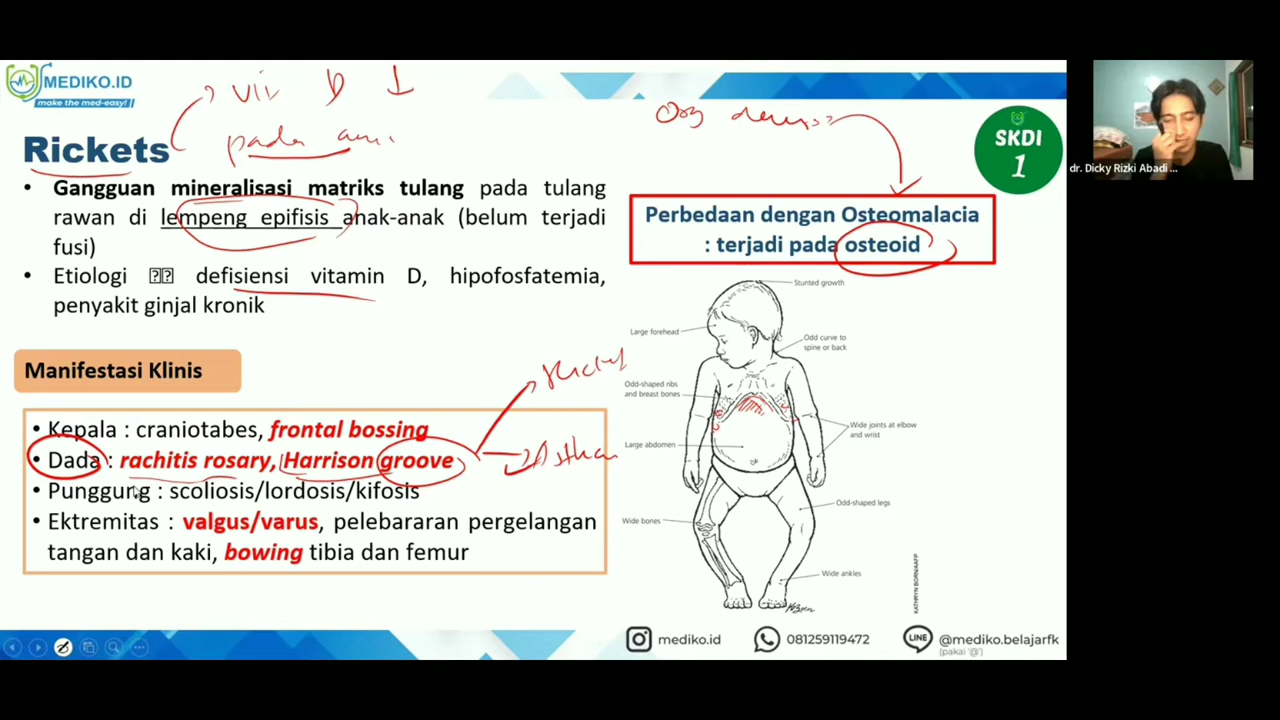 MEDIKO.ID
make the med-easy!
Rickets
pada
• Gangguan mineralisasi matriks tulang pada tulang
rawan di lempeng epifisis anak-anak (belum terjadi
fusi)
• Etiologi defisiensi vitamin D, hipofosfatemia,
penyakit ginjal kronik
Manifestasi Klinis
• Kepala : craniotabes, frontal bossing
• Dada : rachitis rosary, Harrison groove
• Punggung : scoliosis/lordosis/kifosis
• Ektremitas : valgus/varus, pelebararan pergelangan
tangan dan kaki, bowing tibia dan femur
SKDI
1
Perbedaan dengan Osteomalacia
: terjadi pada osteoid
Stunted growth
Large forehead
Odd curve to
spine or back
Odd-shaped ribs
and breast bones
Wide joints at elbow
and wrist
Large abdomen
Odd-shaped legs
Wide bones
Wide ankles
KATHRYN BORN/AAFP
mediko.id
081259119472
LINE
@mediko.belajarfk
(pakai '@')
dr. Dicky Rizki Abadi ...